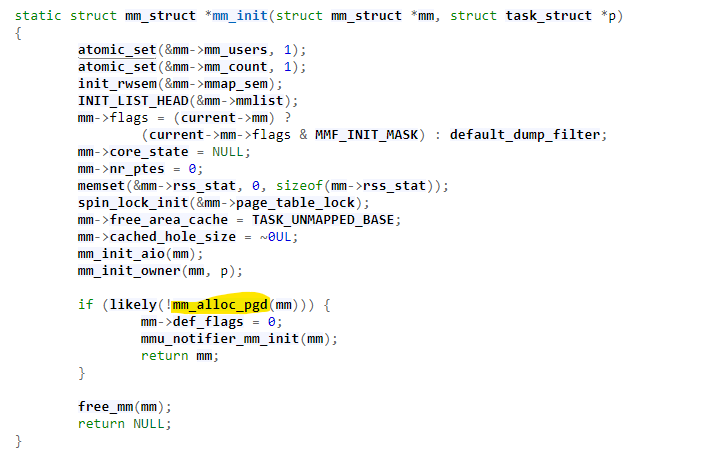 static struct mm_struct *mm_init(struct mm_struct *mm, struct task_struct *p)
{
        atomic_set(&mm->mm_users, 1);
        atomic_set(&mm->mm_count, 1);
        init_rwsem(&mm->mmap_sem);
        INIT_LIST_HEAD(&mm->mmlist);
        mm->flags = (current->mm) ?
                (current->mm->flags & MMF_INIT_MASK) : default_dump_filter;
        mm->core_state = NULL;
        mm->nr_ptes = 0;
        memset(&mm->rss_stat, 0, sizeof(mm->rss_stat));
        spin_lock_init(&mm->page_table_lock);
        mm->free_area_cache = TASK_UNMAPPED_BASE;
        mm->cached_hole_size = ~0UL;
        mm_init_aio(mm);
        mm_init_owner(mm, p);

        if (likely(!mm_alloc_pgd(mm))) {
                mm->def_flags = 0;
                mmu_notifier_mm_init(mm);
                return mm;
        }

        free_mm(mm);
        return NULL;
}